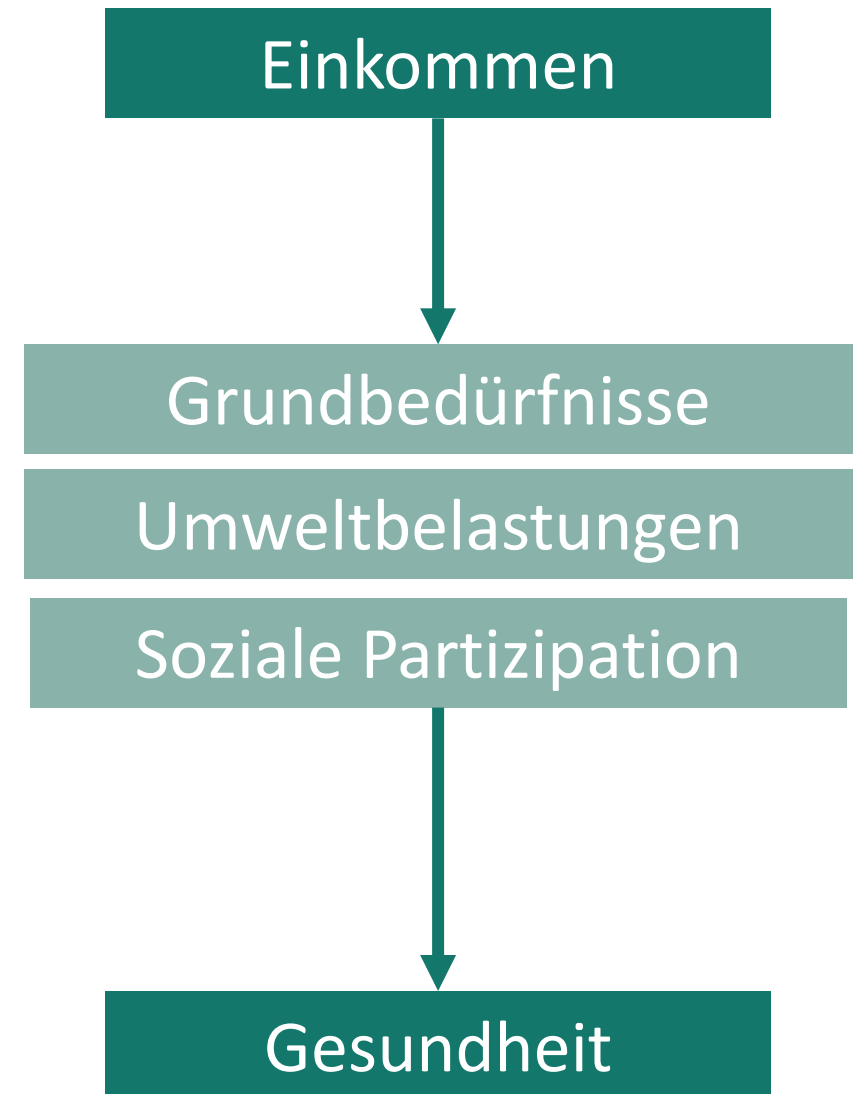 Einkommen
Grundbedürfnisse
Umweltbelastungen
Soziale Partizipation
Gesundheit